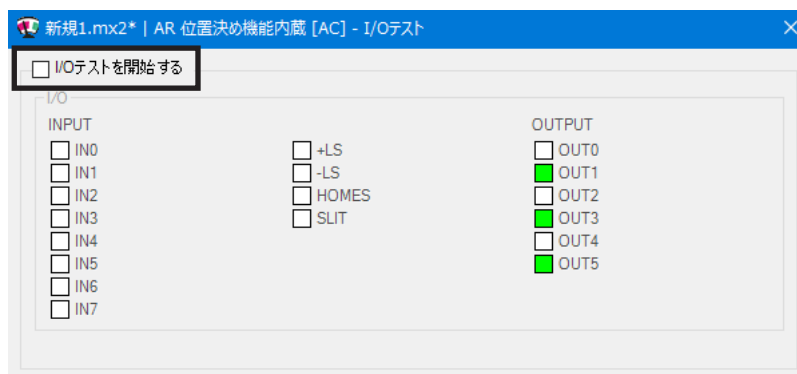 新規1.mx2* | AR 位置決め機能内蔵 [AC] - I/Oテスト
I/Oテストを開始する
I/O
INPUT
IN0
IN1
IN2
IN3
IN4
IN5
IN6
IN7
+LS
-LS
HOMES
SLIT
OUTPUT
OUT0
OUT1
OUT2
OUT3
OUT4
OUT5